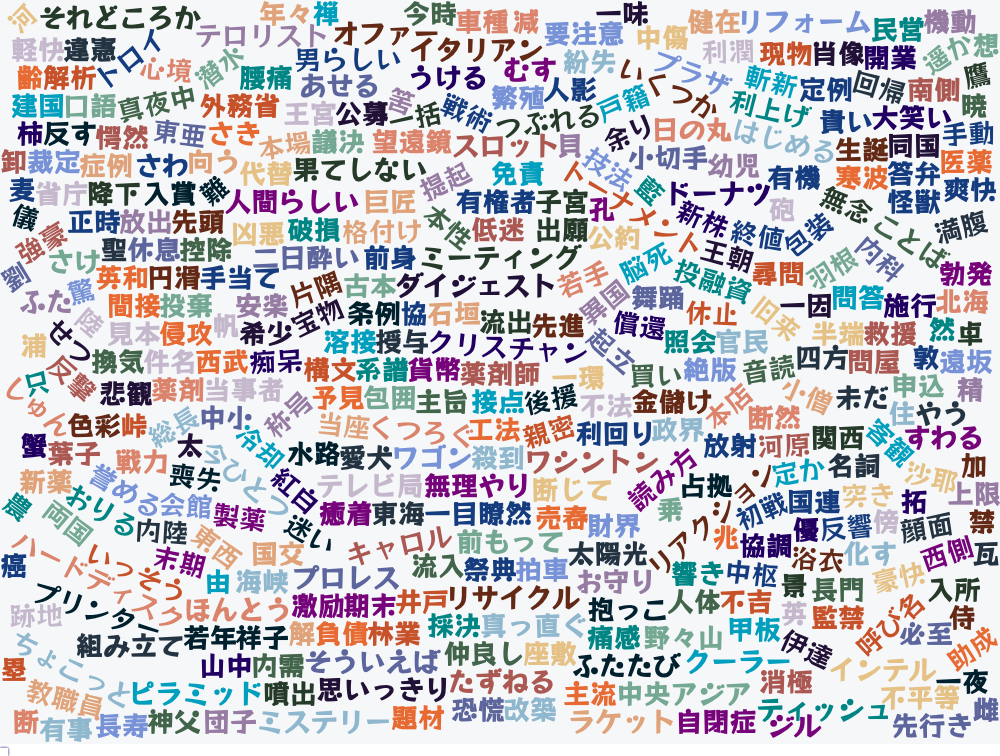 河 それどころか 年々 禅 今時 車種 減 一味 健在 リフォーム 民営 機動
テロリスト オファー イタリアン 要注意 中傷 利潤 現物 肖像 開業 遥か 想
軽快 違憲 トロイ 心境 潜水 腰痛 男らしい あせる うける むす 紛失 いくつか プラザ 斬新 定例 回帰 南側 鷹
齢 解析 建国 口語 真夜中 外務省 王宮 公募 筈 一括 戦術 繁殖 人影 つぶれる 戸籍 利上げ 貴い 大笑い 暁
柿 反す 愕然 東亜 さき 本場 議決 望遠鏡 スロット 貝 余り 日の丸 はじめる 生誕 同国 手動
卸 裁定 症例 さわ 向う 代替 果てしない 提起 免責 技法 小切手 幼児 有機 寒波 答弁 医薬
麦 省庁 降下 入賞 難 人間らしい 巨匠 有権者 子宮 孔 トーナメント 藍 ドーナツ 砲 無念 怪獣 爽快
儀 正時 放出 先頭 凶悪 破損 格付け 本性 低迷 出願 公約 新株 終値 包装 ことば 満腹
強豪 聖 休息 控除 二日酔い 前身 ミーティング 王朝 内科
劉 さけ 英和 円滑 手当て 片隅 古本 ダイジェスト 若手 脳死 投融資 尋問 羽根 勃発
ふた 驚 間接 投棄 安楽 宝物 条例 協 石垣 流出 先進 異国 舞踊 休止 旧来 一因 問答 施行 北海
浦 せつ 陸 見本 侵攻 帆 希少 溶接 授与 クリスチャン 償還 起立 照会 官民 半端 救援 然 卓
只 反撃 換気 件名 西武 痴呆 構文 系譜 貨幣 薬剤師 一環 買い 絶版 音読 四方 問屋 敦 遠坂
くしゃん 悲観 薬剤 当事者 称号 予見 包囲 主旨 接点 後援 不法 金儲け 本店 小僧 未だ 申込 精
色彩 峠 総長 中小 冷却 当座 くつろぐ 工法 親密 利回り 政界 断然 住 やう
蟹 葉子 戦力 太 水路 愛犬 ワゴン 殺到 ワシントン 放射 河原 関西 客観 すわる
新薬 誉める 喪失 今ひとつ 紅白 テレビ局 無理やり 断じて 読み方 占拠 リアクション 定か 名詞 沙耶 加
農 両国 おりる 会館 製薬 迷い 癒着 東海 一目瞭然 売春 財界 乗 初戦 国連 突き 拓 上限
内陸 東西 国交 キャロル 前もって 太陽光 兆 協調 優 反響 傍 顔面 禁
癌 ハードディスク いっそう 末期 由 海峡 プロレス 流入 祭典 拍車 お守り 響き 中枢 浴衣 化す 西側 瓦
跡地 プリンター ほんとう 激励 期末 井戸 リサイクル 抱っこ 人体 不吉 景 長門 豪快 入所
組み立て 若年 祥子 解 負債 林業 採決 真っ直ぐ 痛感 野々山 甲板 英 監禁 呼び名 侍
塁 ちょこっと 山中 内需 そういえば 仲良し 座敷 ふたたび クーラー 伊達 必至 助成
教職員 ピラミッド 噴出 思いっきり たずねる 主流 中央アジア 消極 インテル 一夜
断 有事 長寿 神父 団子 ミステリー 題材 恐慌 改築 ラケット 自閉症 ティッシュ ジル 不平等 先行き 雌